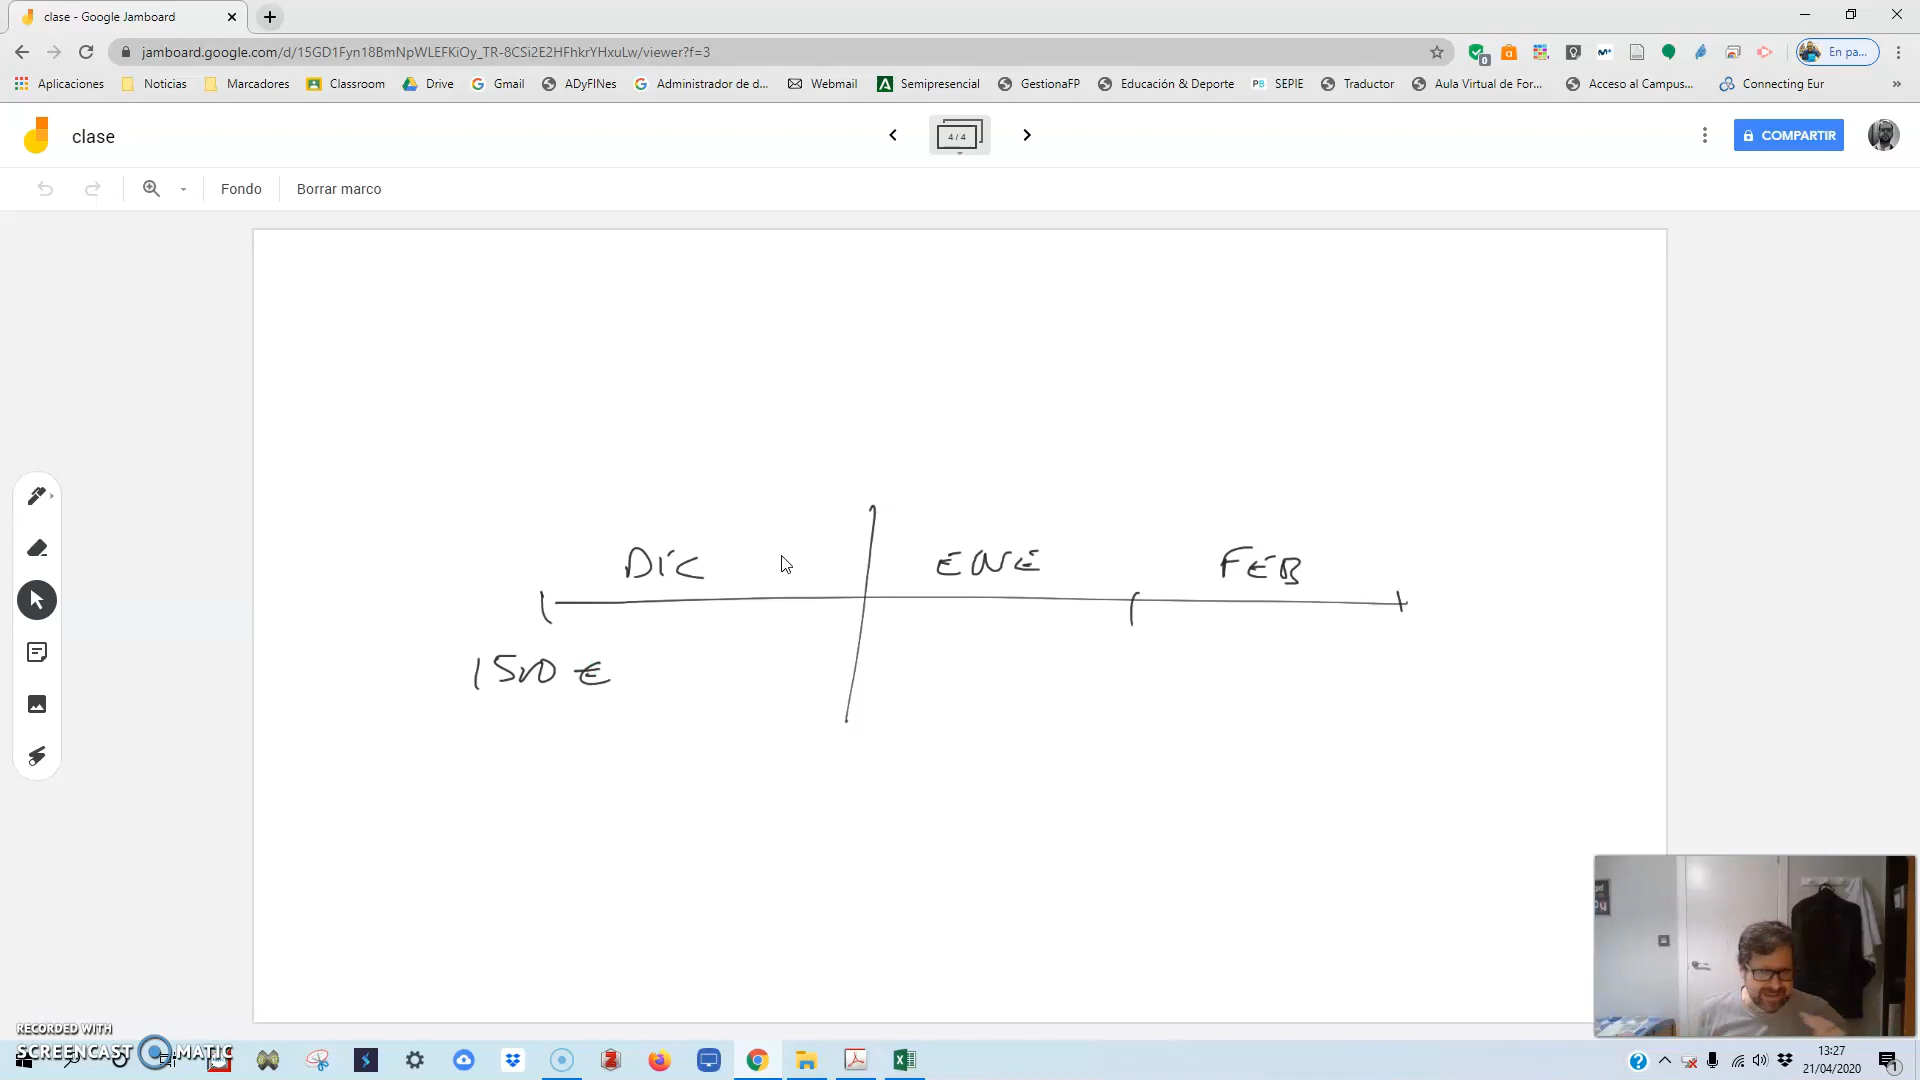 clase - Google Jamboard
jamboard.google.com/d/15GD1Fyn18BmNpWLEFKiOy_TR-8CSi2E2HFhkrYHxuLw/viewer?f=3
En pa...
Aplicaciones Noticias Marcadores Classroom Drive Gmail ADyFINes Administrador de d... Webmail Semipresencial GestionaFP Educación & Deporte SEPIE Traductor Aula Virtual de For... Acceso al Campus... Connecting Eur
clase
4 / 4
COMPARTIR
Fondo Borrar marco
DIC ENE FEB
1500 €
RECORDED WITH
SCREENCAST MATIC
13:27
21/04/2020